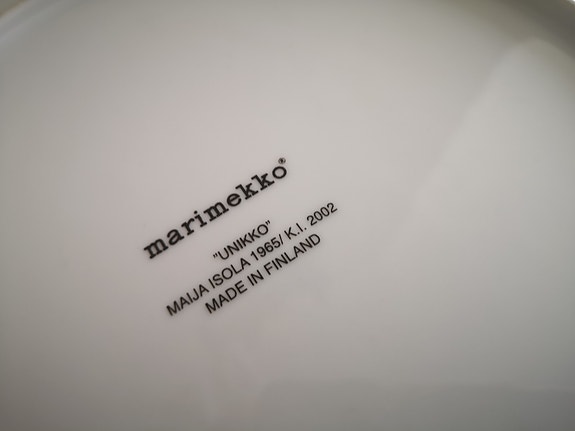 marimekko®
"UNIKKO"
MAIJA ISOLA 1965/ K.I. 2002
MADE IN FINLAND